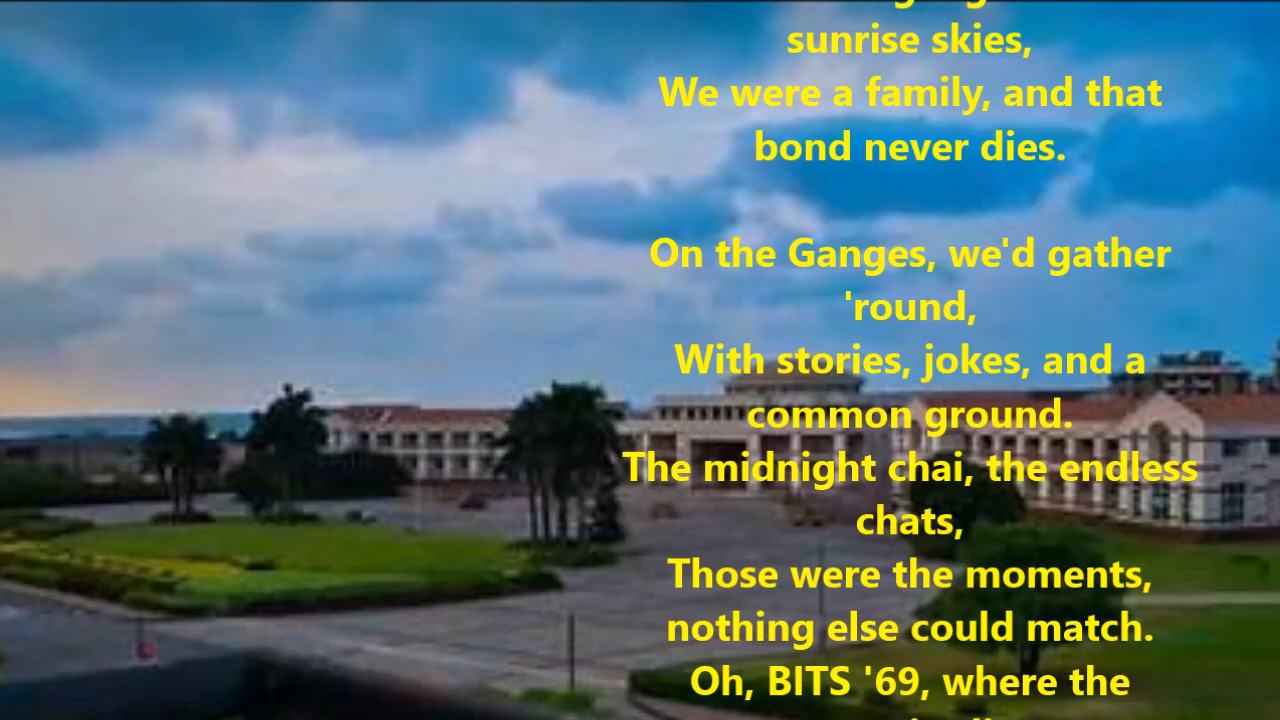 sunrise skies,
We were a family, and that
bond never dies.
On the Ganges, we'd gather
'round,
With stories, jokes, and a
common ground.
The midnight chai, the endless
chats,
Those were the moments,
nothing else could match.
Oh, BITS '69, where the